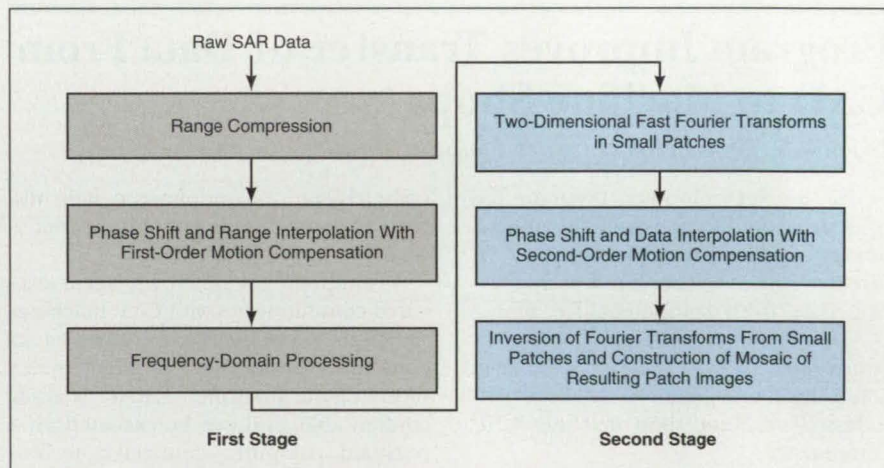 Raw SAR Data
Range Compression
Phase Shift and Range Interpolation With
First-Order Motion Compensation
Frequency-Domain Processing
First Stage
Two-Dimensional Fast Fourier Transforms
in Small Patches
Phase Shift and Data Interpolation With
Second-Order Motion Compensation
Inversion of Fourier Transforms From Small
Patches and Construction of Mosaic of
Resulting Patch Images
Second Stage